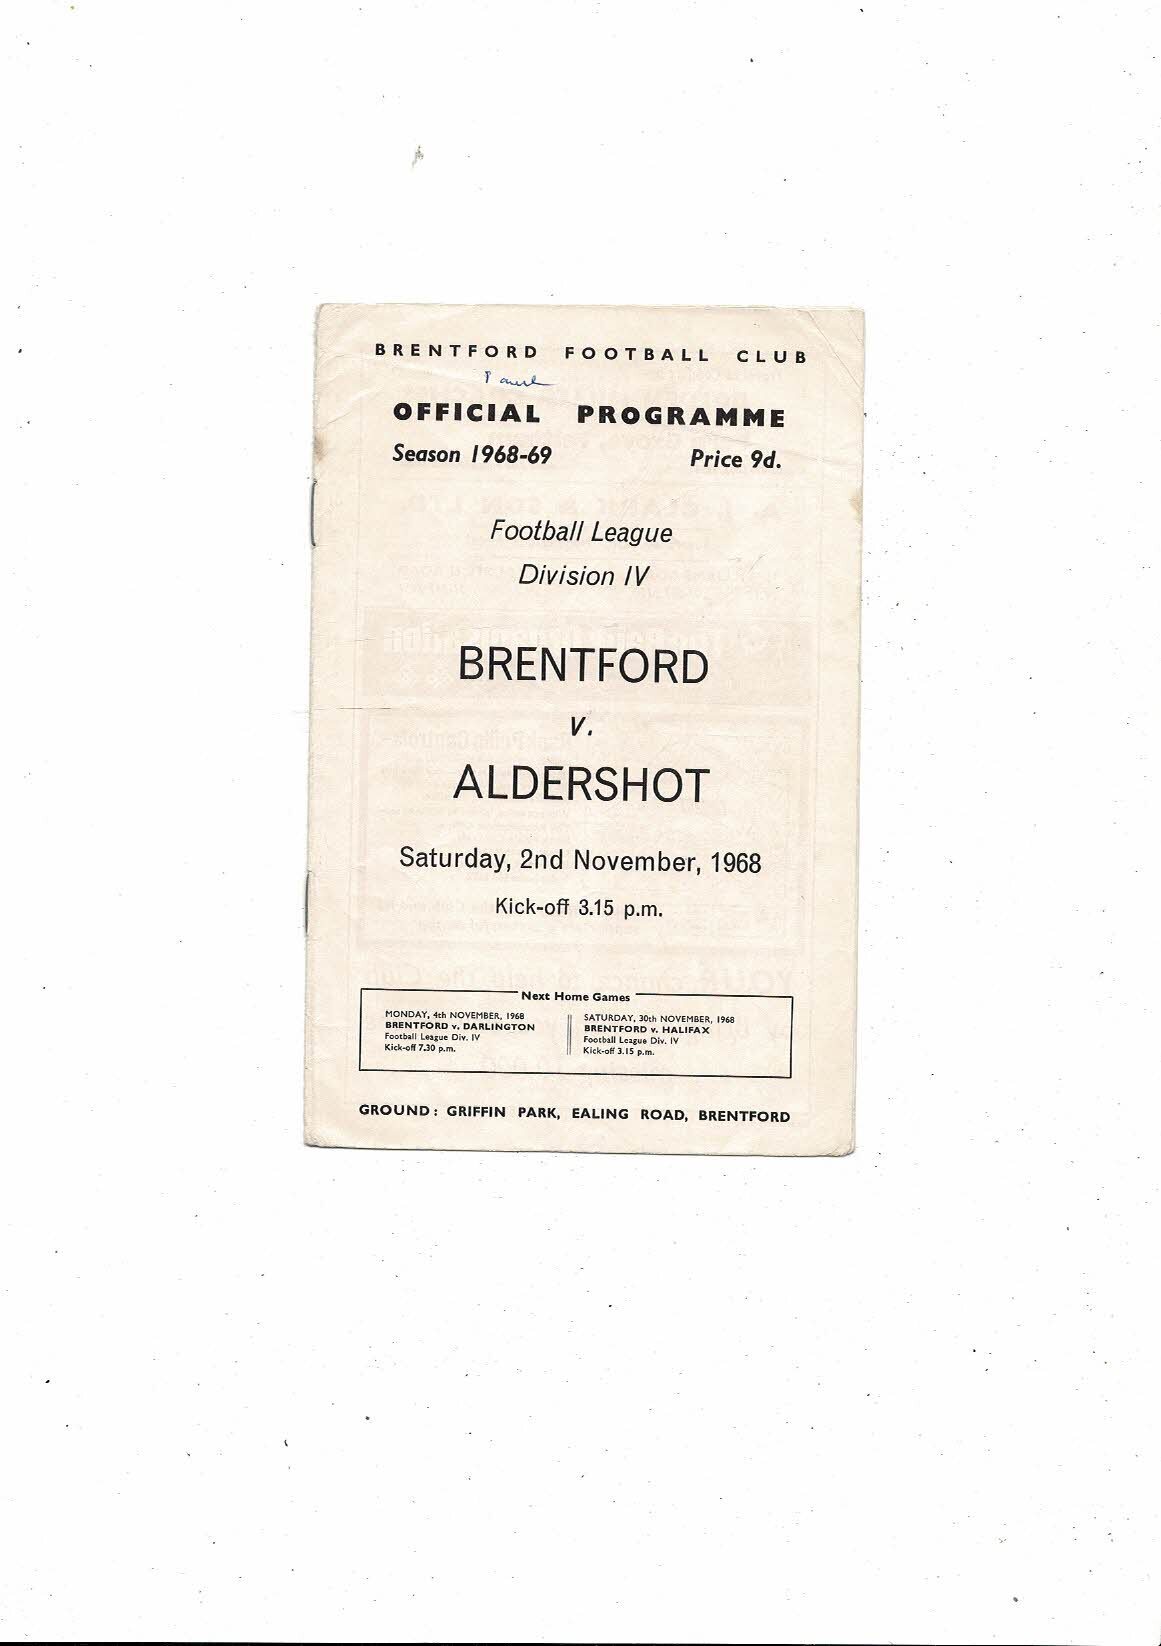 BRENTFORD FOOTBALL CLUB
Paul
OFFICIAL PROGRAMME
Season 1968-69 Price 9d.
Football League
Division IV
BRENTFORD
v.
ALDERSHOT
Saturday, 2nd November, 1968
Kick-off 3.15 p.m.
Next Home Games
MONDAY, 4th NOVEMBER, 1968
BRENTFORD v. DARLINGTON
Football League Div. IV
Kick-off 7.30 p.m.
SATURDAY, 30th NOVEMBER, 1968
BRENTFORD v. HALIFAX
Football League Div. IV
Kick-off 3.15 p.m.
GROUND: GRIFFIN PARK, EALING ROAD, BRENTFORD